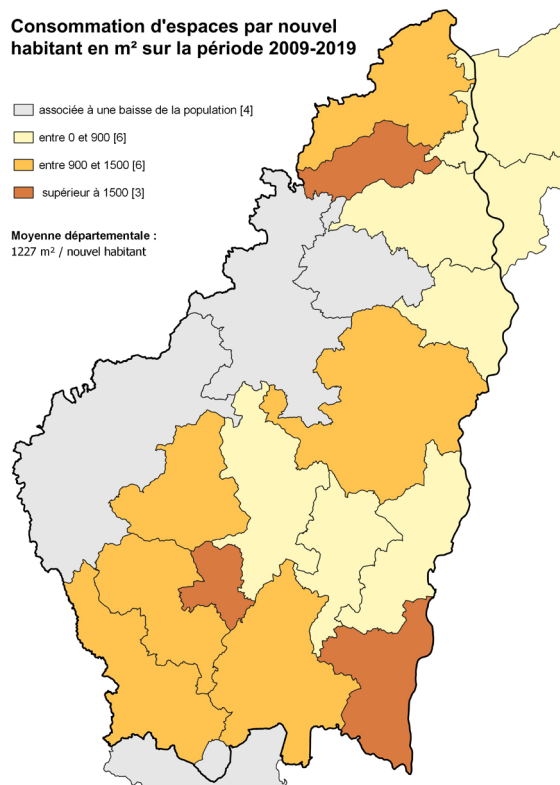 Consommation d'espaces par nouvel
habitant en m² sur la période 2009-2019
associée à une baisse de la population [4]
entre 0 et 900 [6]
entre 900 et 1500 [6]
supérieur à 1500 [3]
Moyenne départementale :
1227 m² / nouvel habitant